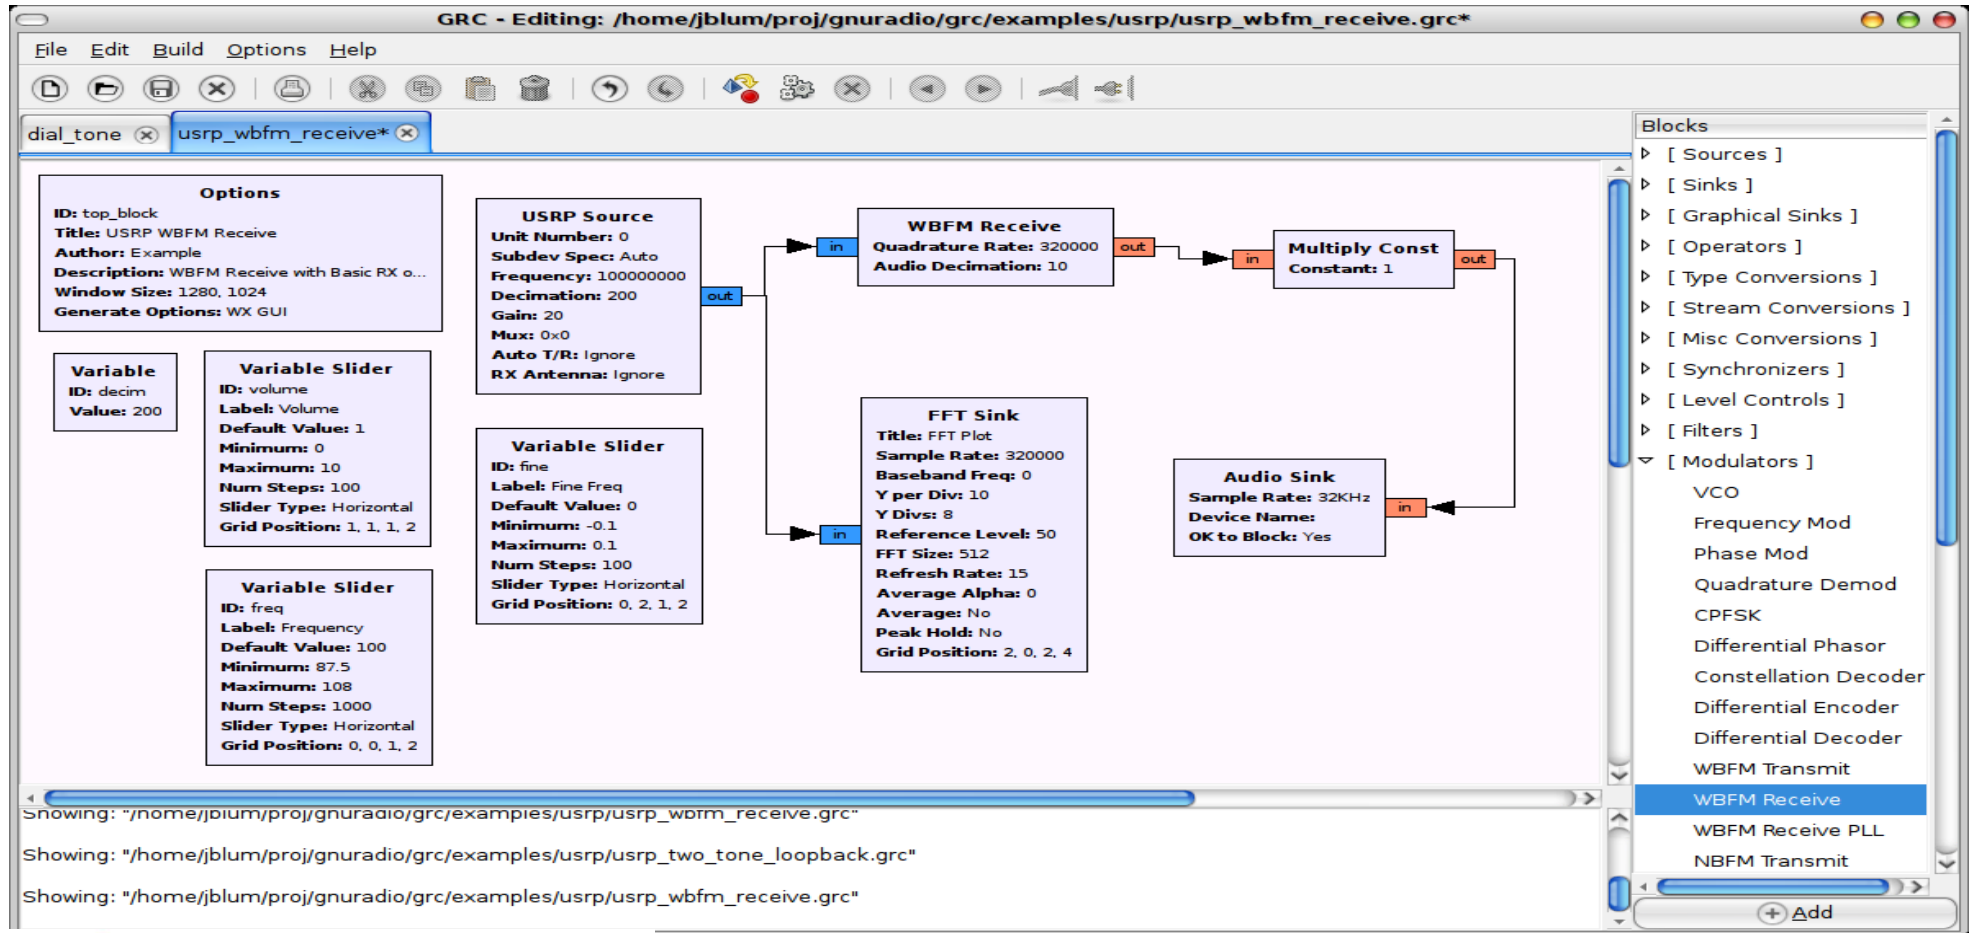 GRC - Editing: /home/jblum/proj/gnuradio/grc/examples/usrp/usrp_wbfm_receive.grc*
File Edit Build Options Help
dial_tone
usrp_wbfm_receive*
Options
ID: top_block
Title: USRP WBFM Receive
Author: Example
Description: WBFM Receive with Basic RX o...
Window Size: 1280, 1024
Generate Options: WX GUI
Variable
ID: decim
Value: 200
Variable Slider
ID: volume
Label: Volume
Default Value: 1
Minimum: 0
Maximum: 10
Num Steps: 100
Slider Type: Horizontal
Grid Position: 1, 1, 1, 2
Variable Slider
ID: freq
Label: Frequency
Default Value: 100
Minimum: 87.5
Maximum: 108
Num Steps: 1000
Slider Type: Horizontal
Grid Position: 0, 0, 1, 2
USRP Source
Unit Number: 0
Subdev Spec: Auto
Frequency: 100000000
Decimation: 200
Gain: 20
Mux: 0x0
Auto T/R: Ignore
RX Antenna: Ignore
out
Variable Slider
ID: fine
Label: Fine Freq
Default Value: 0
Minimum: -0.1
Maximum: 0.1
Num Steps: 100
Slider Type: Horizontal
Grid Position: 0, 2, 1, 2
in
WBFM Receive
Quadrature Rate: 320000
Audio Decimation: 10
out
in
FFT Sink
Title: FFT Plot
Sample Rate: 320000
Baseband Freq: 0
Y per Div: 10
Y Divs: 8
Reference Level: 50
FFT Size: 512
Refresh Rate: 15
Average Alpha: 0
Average: No
Peak Hold: No
Grid Position: 2, 0, 2, 4
in
Multiply Const
Constant: 1
out
Audio Sink
Sample Rate: 32KHz
Device Name:
OK to Block: Yes
in
Blocks
[ Sources ]
[ Sinks ]
[ Graphical Sinks ]
[ Operators ]
[ Type Conversions ]
[ Stream Conversions ]
[ Misc Conversions ]
[ Synchronizers ]
[ Level Controls ]
[ Filters ]
[ Modulators ]
VCO
Frequency Mod
Phase Mod
Quadrature Demod
CPFSK
Differential Phasor
Constellation Decoder
Differential Encoder
Differential Decoder
WBFM Transmit
WBFM Receive
WBFM Receive PLL
NBFM Transmit
Add
Showing: "/home/jblum/proj/gnuradio/grc/examples/usrp/usrp_wbfm_receive.grc"
Showing: "/home/jblum/proj/gnuradio/grc/examples/usrp/usrp_two_tone_loopback.grc"
Showing: "/home/jblum/proj/gnuradio/grc/examples/usrp/usrp_wbfm_receive.grc"